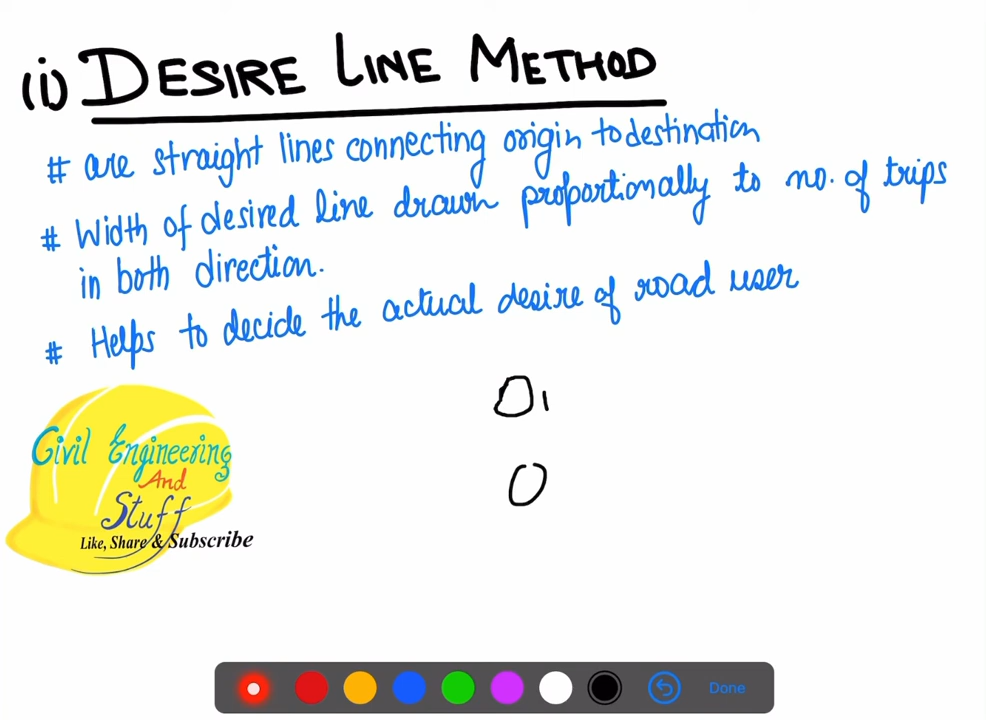 (ii) DESIRE LINE METHOD
# are straight lines connecting origin to destination
# Width of desired line drawn proportionally to no. of trips
in both direction.
# Helps to decide the actual desire of road user
O1
O
Civil Engineering
And
Stuff
Like, Share & Subscribe
Done